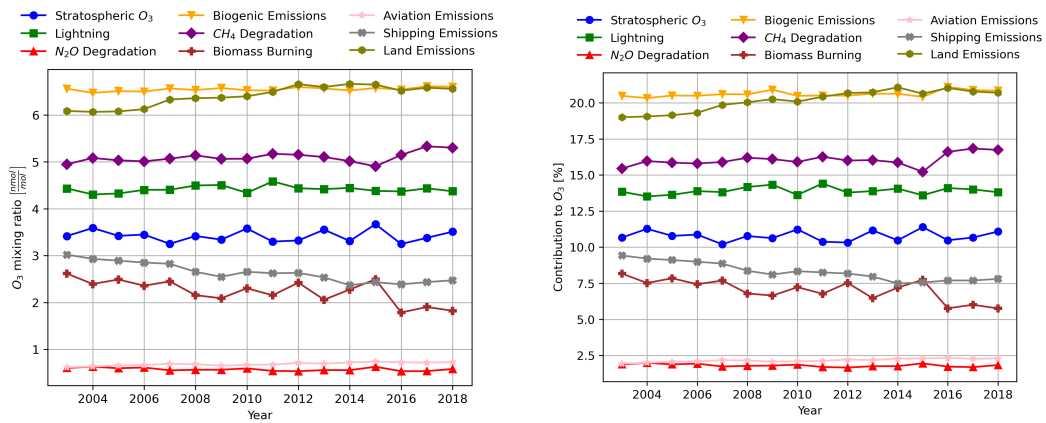 Stratospheric O3 Biogenic Emissions Aviation Emissions
Lightning CH4 Degradation Shipping Emissions
N2O Degradation Biomass Burning Land Emissions
6
5
4
3
2
1
O3 mixing ratio [nmol/mol]
2004 2006 2008 2010 2012 2014 2016 2018
Year
Stratospheric O3 Biogenic Emissions Aviation Emissions
Lightning CH4 Degradation Shipping Emissions
N2O Degradation Biomass Burning Land Emissions
20.0
17.5
15.0
12.5
10.0
7.5
5.0
2.5
Contribution to O3 [%]
2004 2006 2008 2010 2012 2014 2016 2018
Year